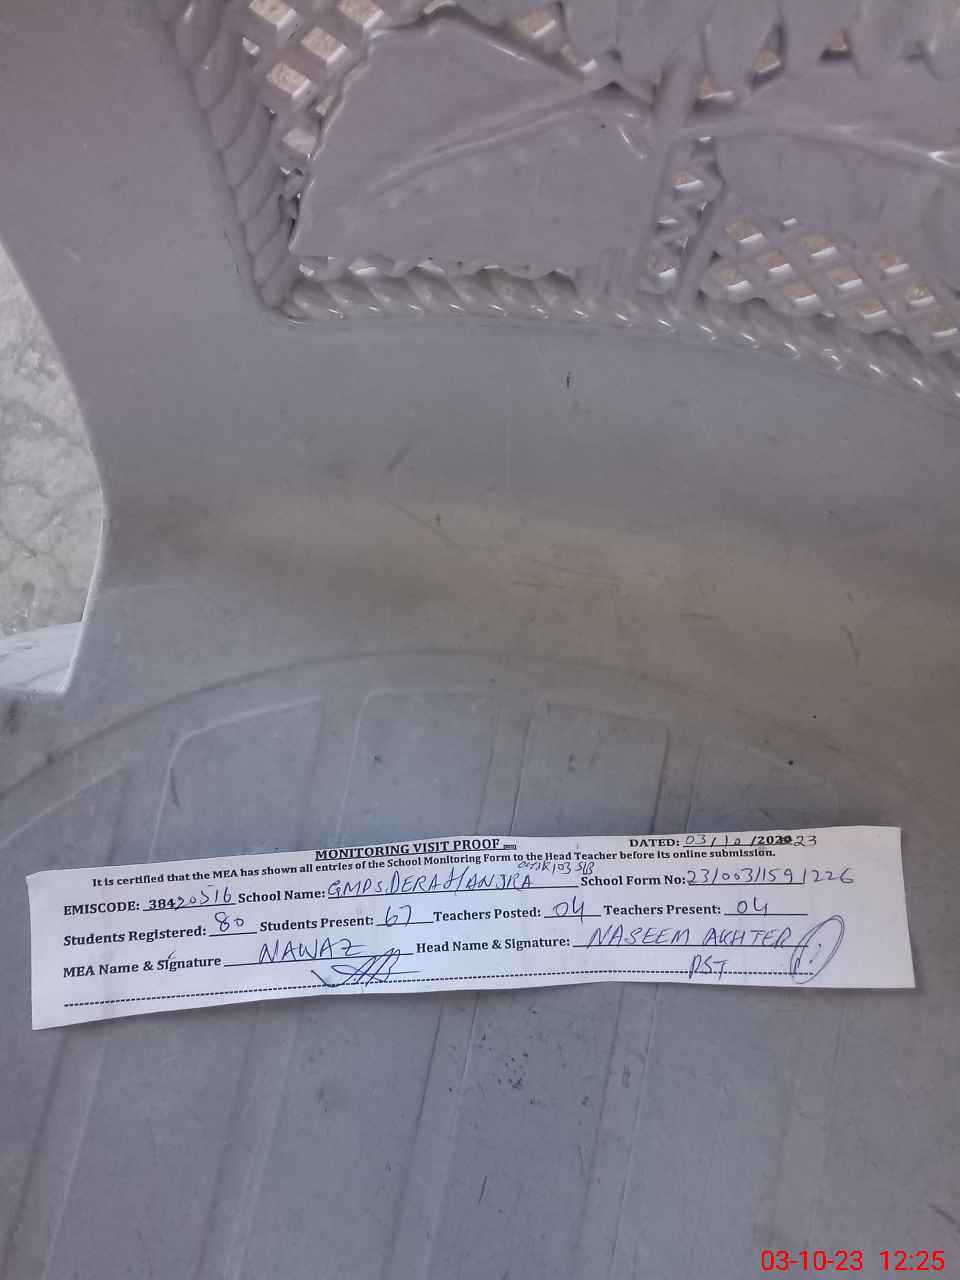 MONITORING VISIT PROOF
DATED: 03/10/2023
It is certified that the MEA has shown all entries of the School Monitoring Form to the Head Teacher before its online submission.
EMISCODE: 38420516 School Name: GMPS, DERA HANJRA School Form No: 23/003/1591226
Students Registered: 80 Students Present: 67 Teachers Posted: 04 Teachers Present: 04
MEA Name & Signature NAWAZ Head Name & Signature: NASEEM AKHTER
PST
03-10-23 12:25